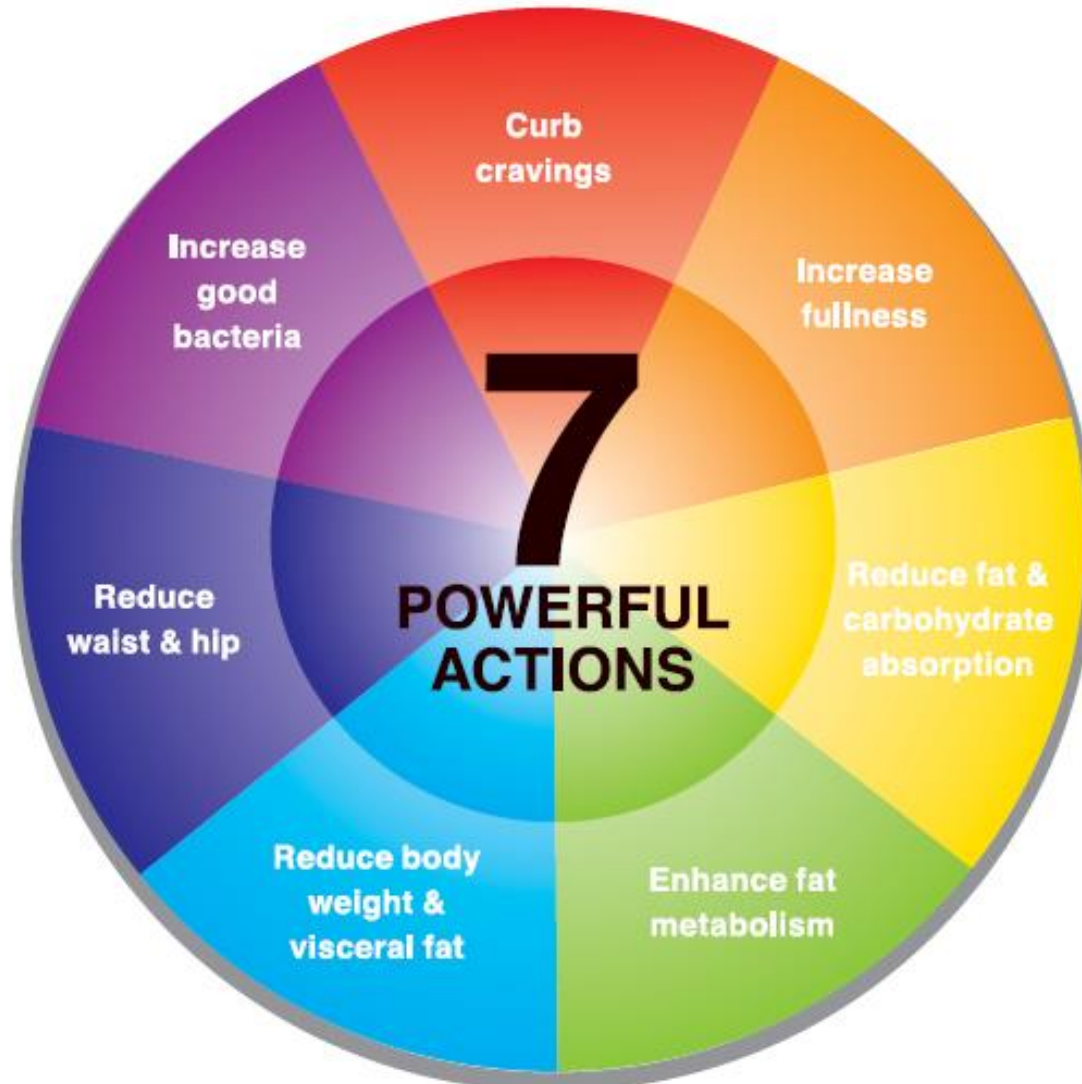 Curb
cravings
Increase
fullness
Reduce fat &
carbohydrate
absorption
Enhance fat
metabolism
Reduce body
weight &
visceral fat
Reduce
waist & hip
Increase
good
bacteria
7
POWERFUL
ACTIONS